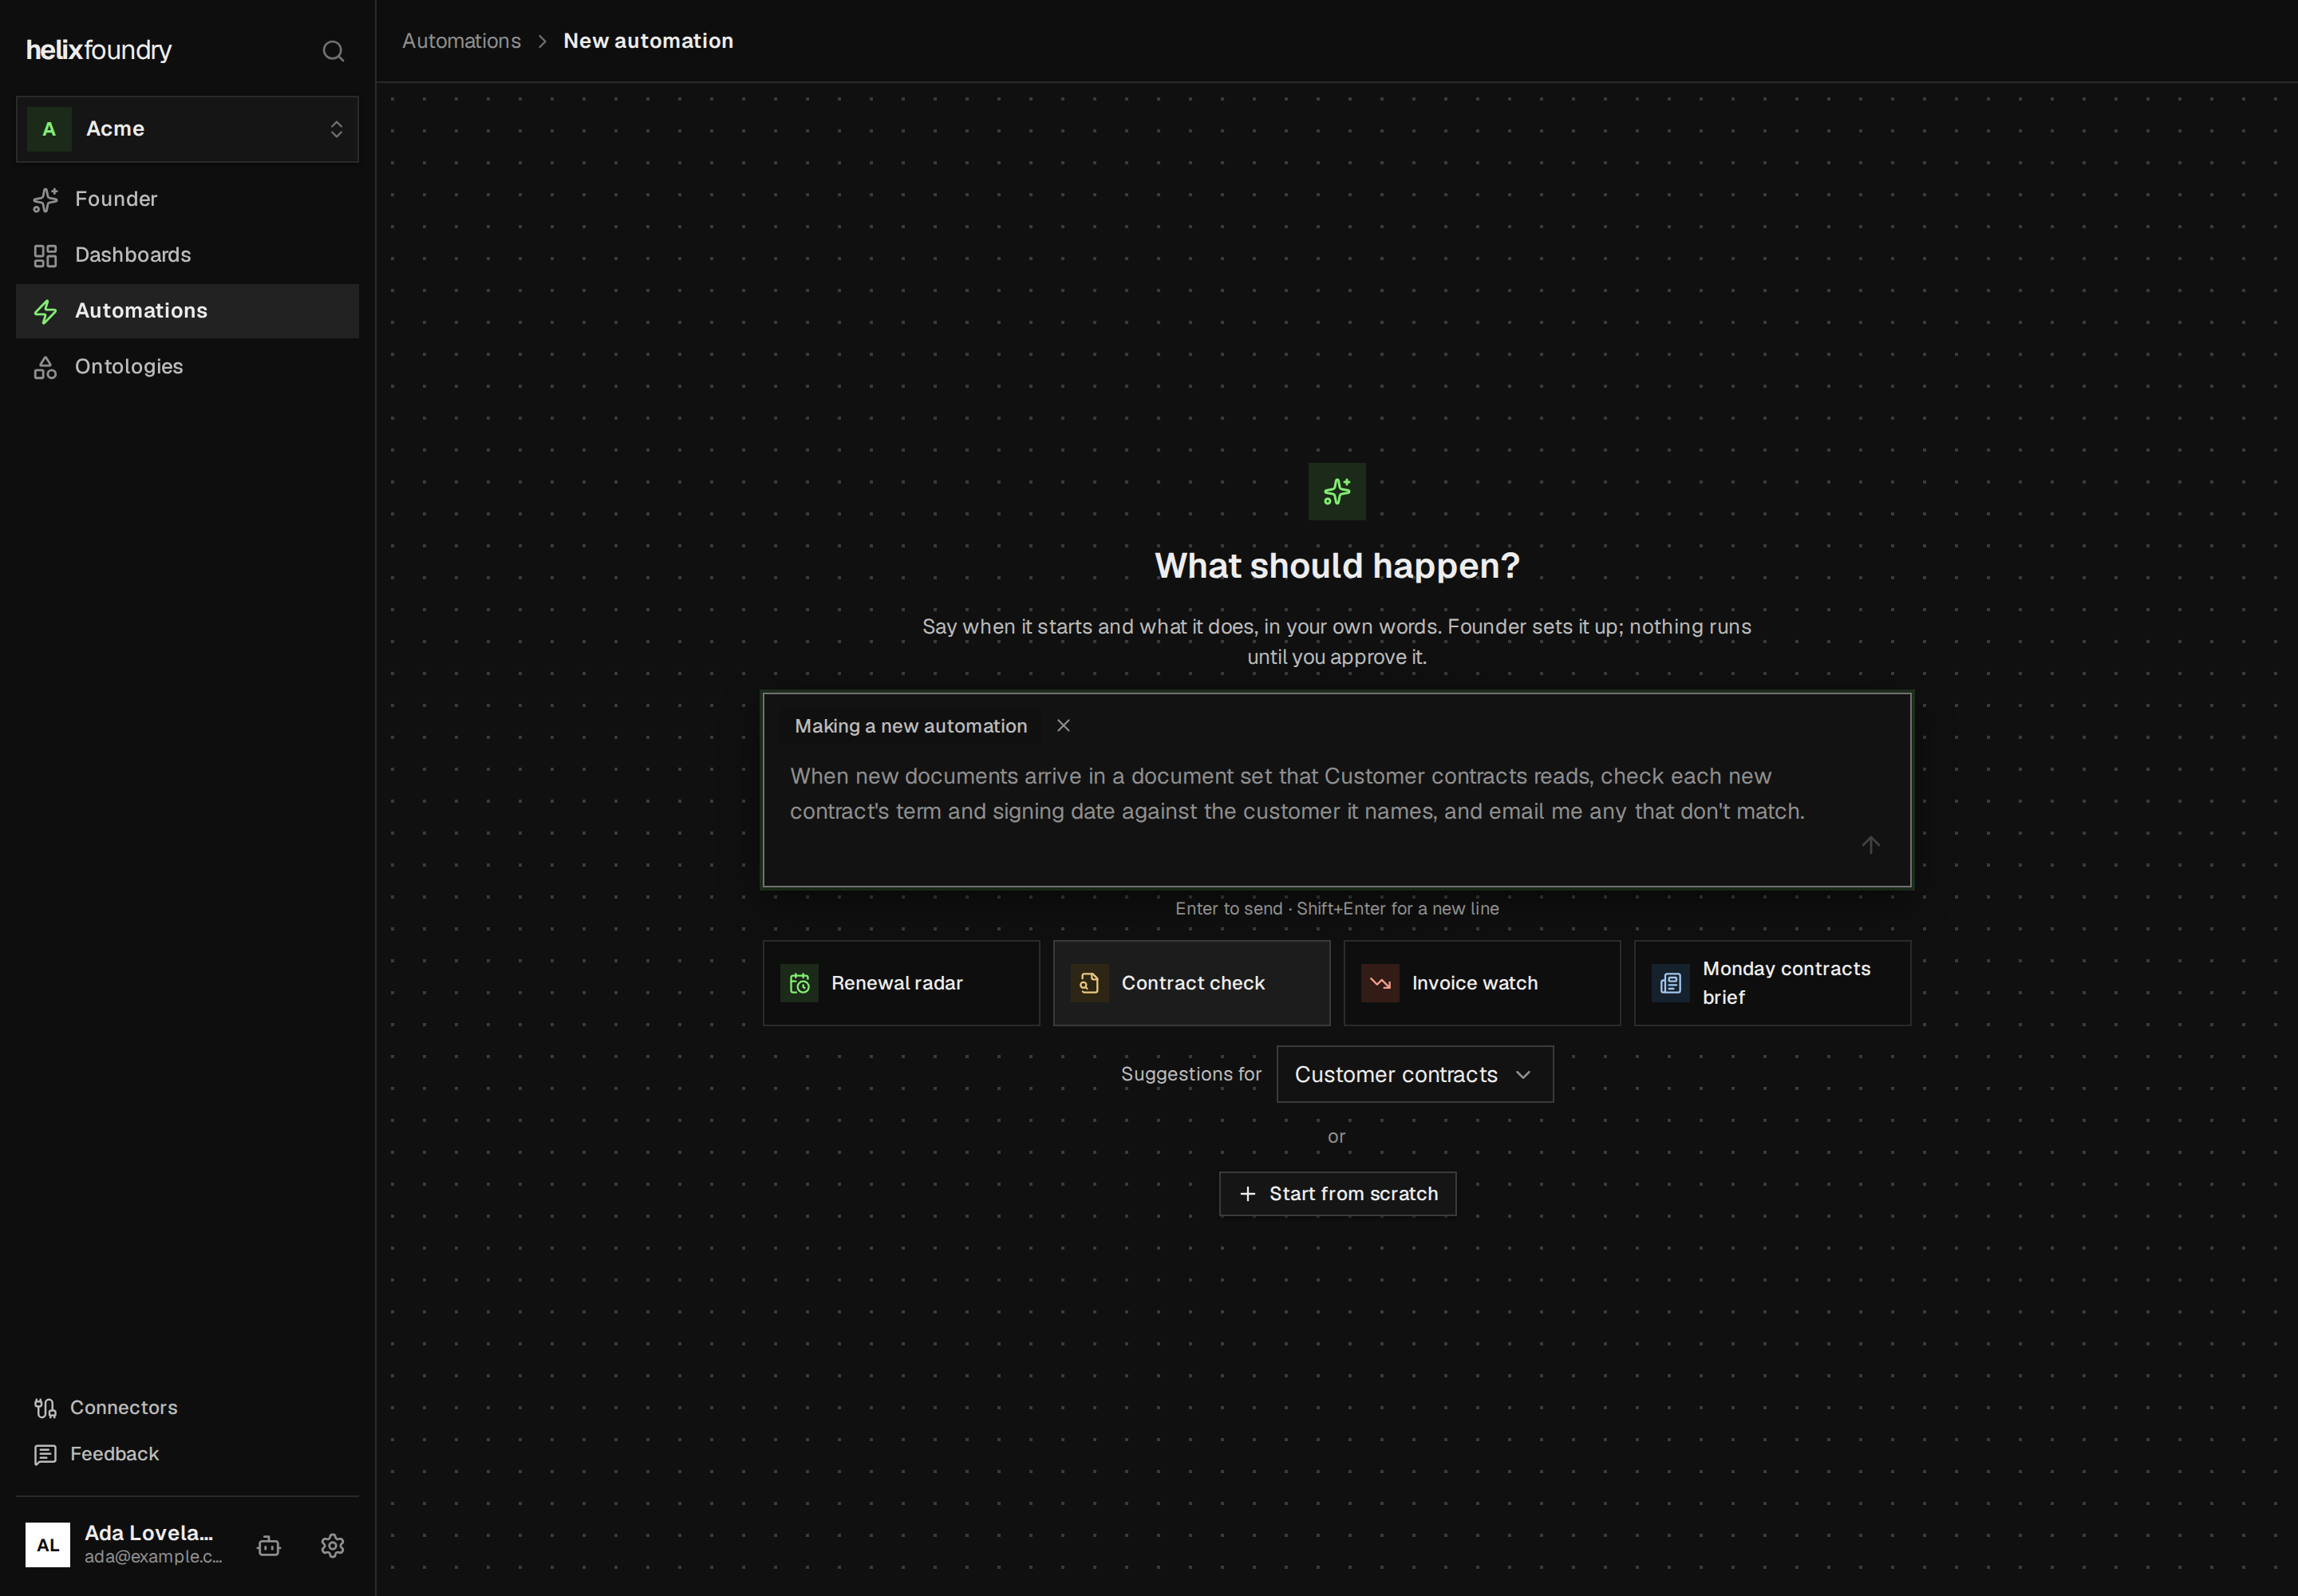 helixfoundry
A Acme
Founder
Dashboards
Automations
Ontologies
Connectors
Feedback
AL
Ada Lovela...
ada@example.c...
Automations > New automation
What should happen?
Say when it starts and what it does, in your own words. Founder sets it up; nothing runs
until you approve it.
Making a new automation
When new documents arrive in a document set that Customer contracts reads, check each new
contract's term and signing date against the customer it names, and email me any that don't match.
Enter to send · Shift+Enter for a new line
Renewal radar
Contract check
Invoice watch
Monday contracts
brief
Suggestions for
Customer contracts
or
Start from scratch